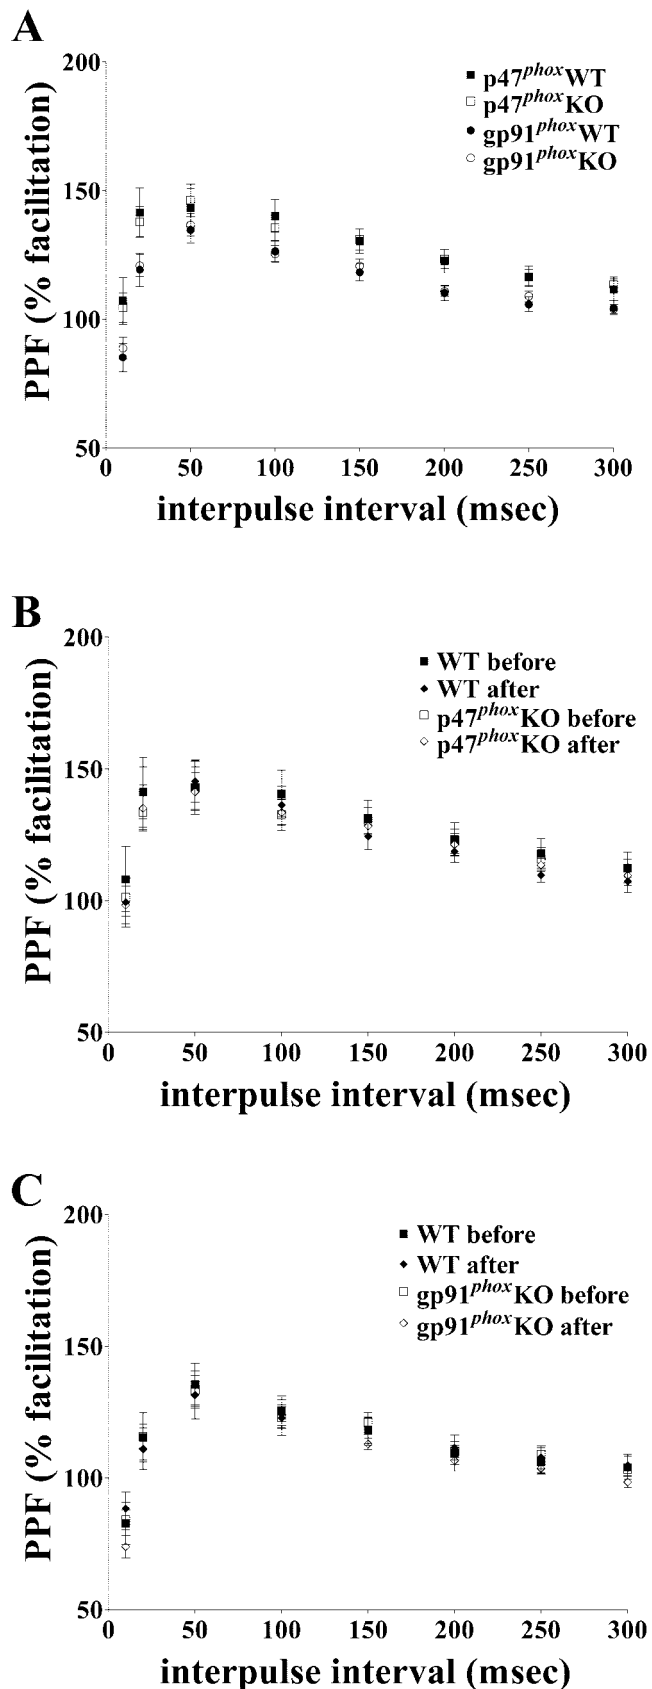 A
200
150
100
50
PPF (% facilitation)
p47phoxWT
p47phoxKO
gp91phoxWT
gp91phoxKO
0 50 100 150 200 250 300
interpulse interval (msec)
B
200
150
100
50
PPF (% facilitation)
WT before
WT after
p47phoxKO before
p47phoxKO after
0 50 100 150 200 250 300
interpulse interval (msec)
C
200
150
100
50
PPF (% facilitation)
WT before
WT after
gp91phoxKO before
gp91phoxKO after
0 50 100 150 200 250 300
interpulse interval (msec)